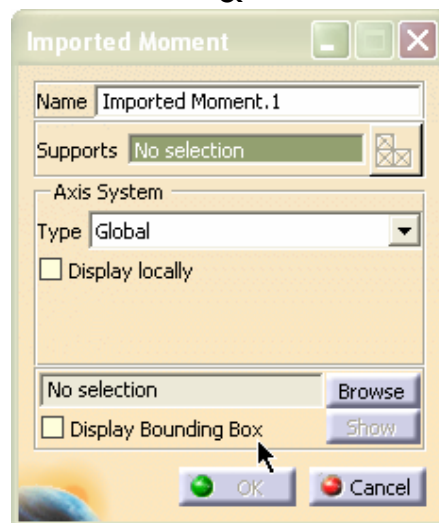 Imported Moment
Name Imported Moment.1
Supports No selection
Axis System
Type Global
Display locally
No selection Browse
Display Bounding Box Show
OK Cancel